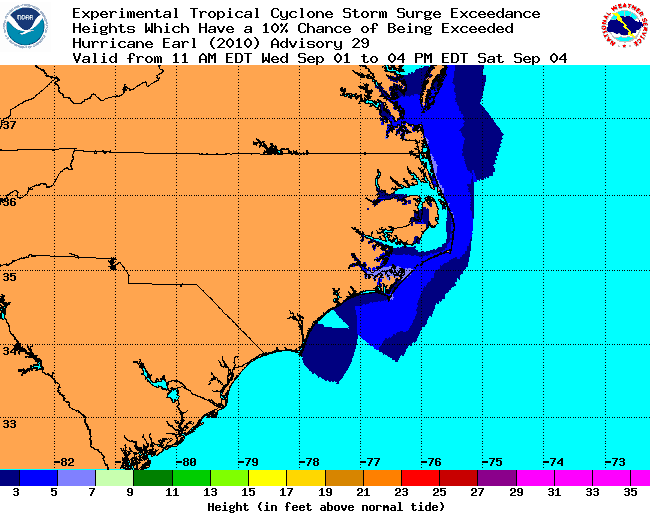 Experimental Tropical Cyclone Storm Surge Exceedance
Heights Which Have a 10% Chance of Being Exceeded
Hurricane Earl (2010) Advisory 29
Valid from 11 AM EDT Wed Sep 01 to 04 PM EDT Sat Sep 04
NOAA
37
36
35
34
33
-82 -80 -79 -78 -77 -76 -75 -74 -73
3 5 7 9 11 13 15 17 19 21 23 25 27 29 31 33 35
Height (in feet above normal tide)